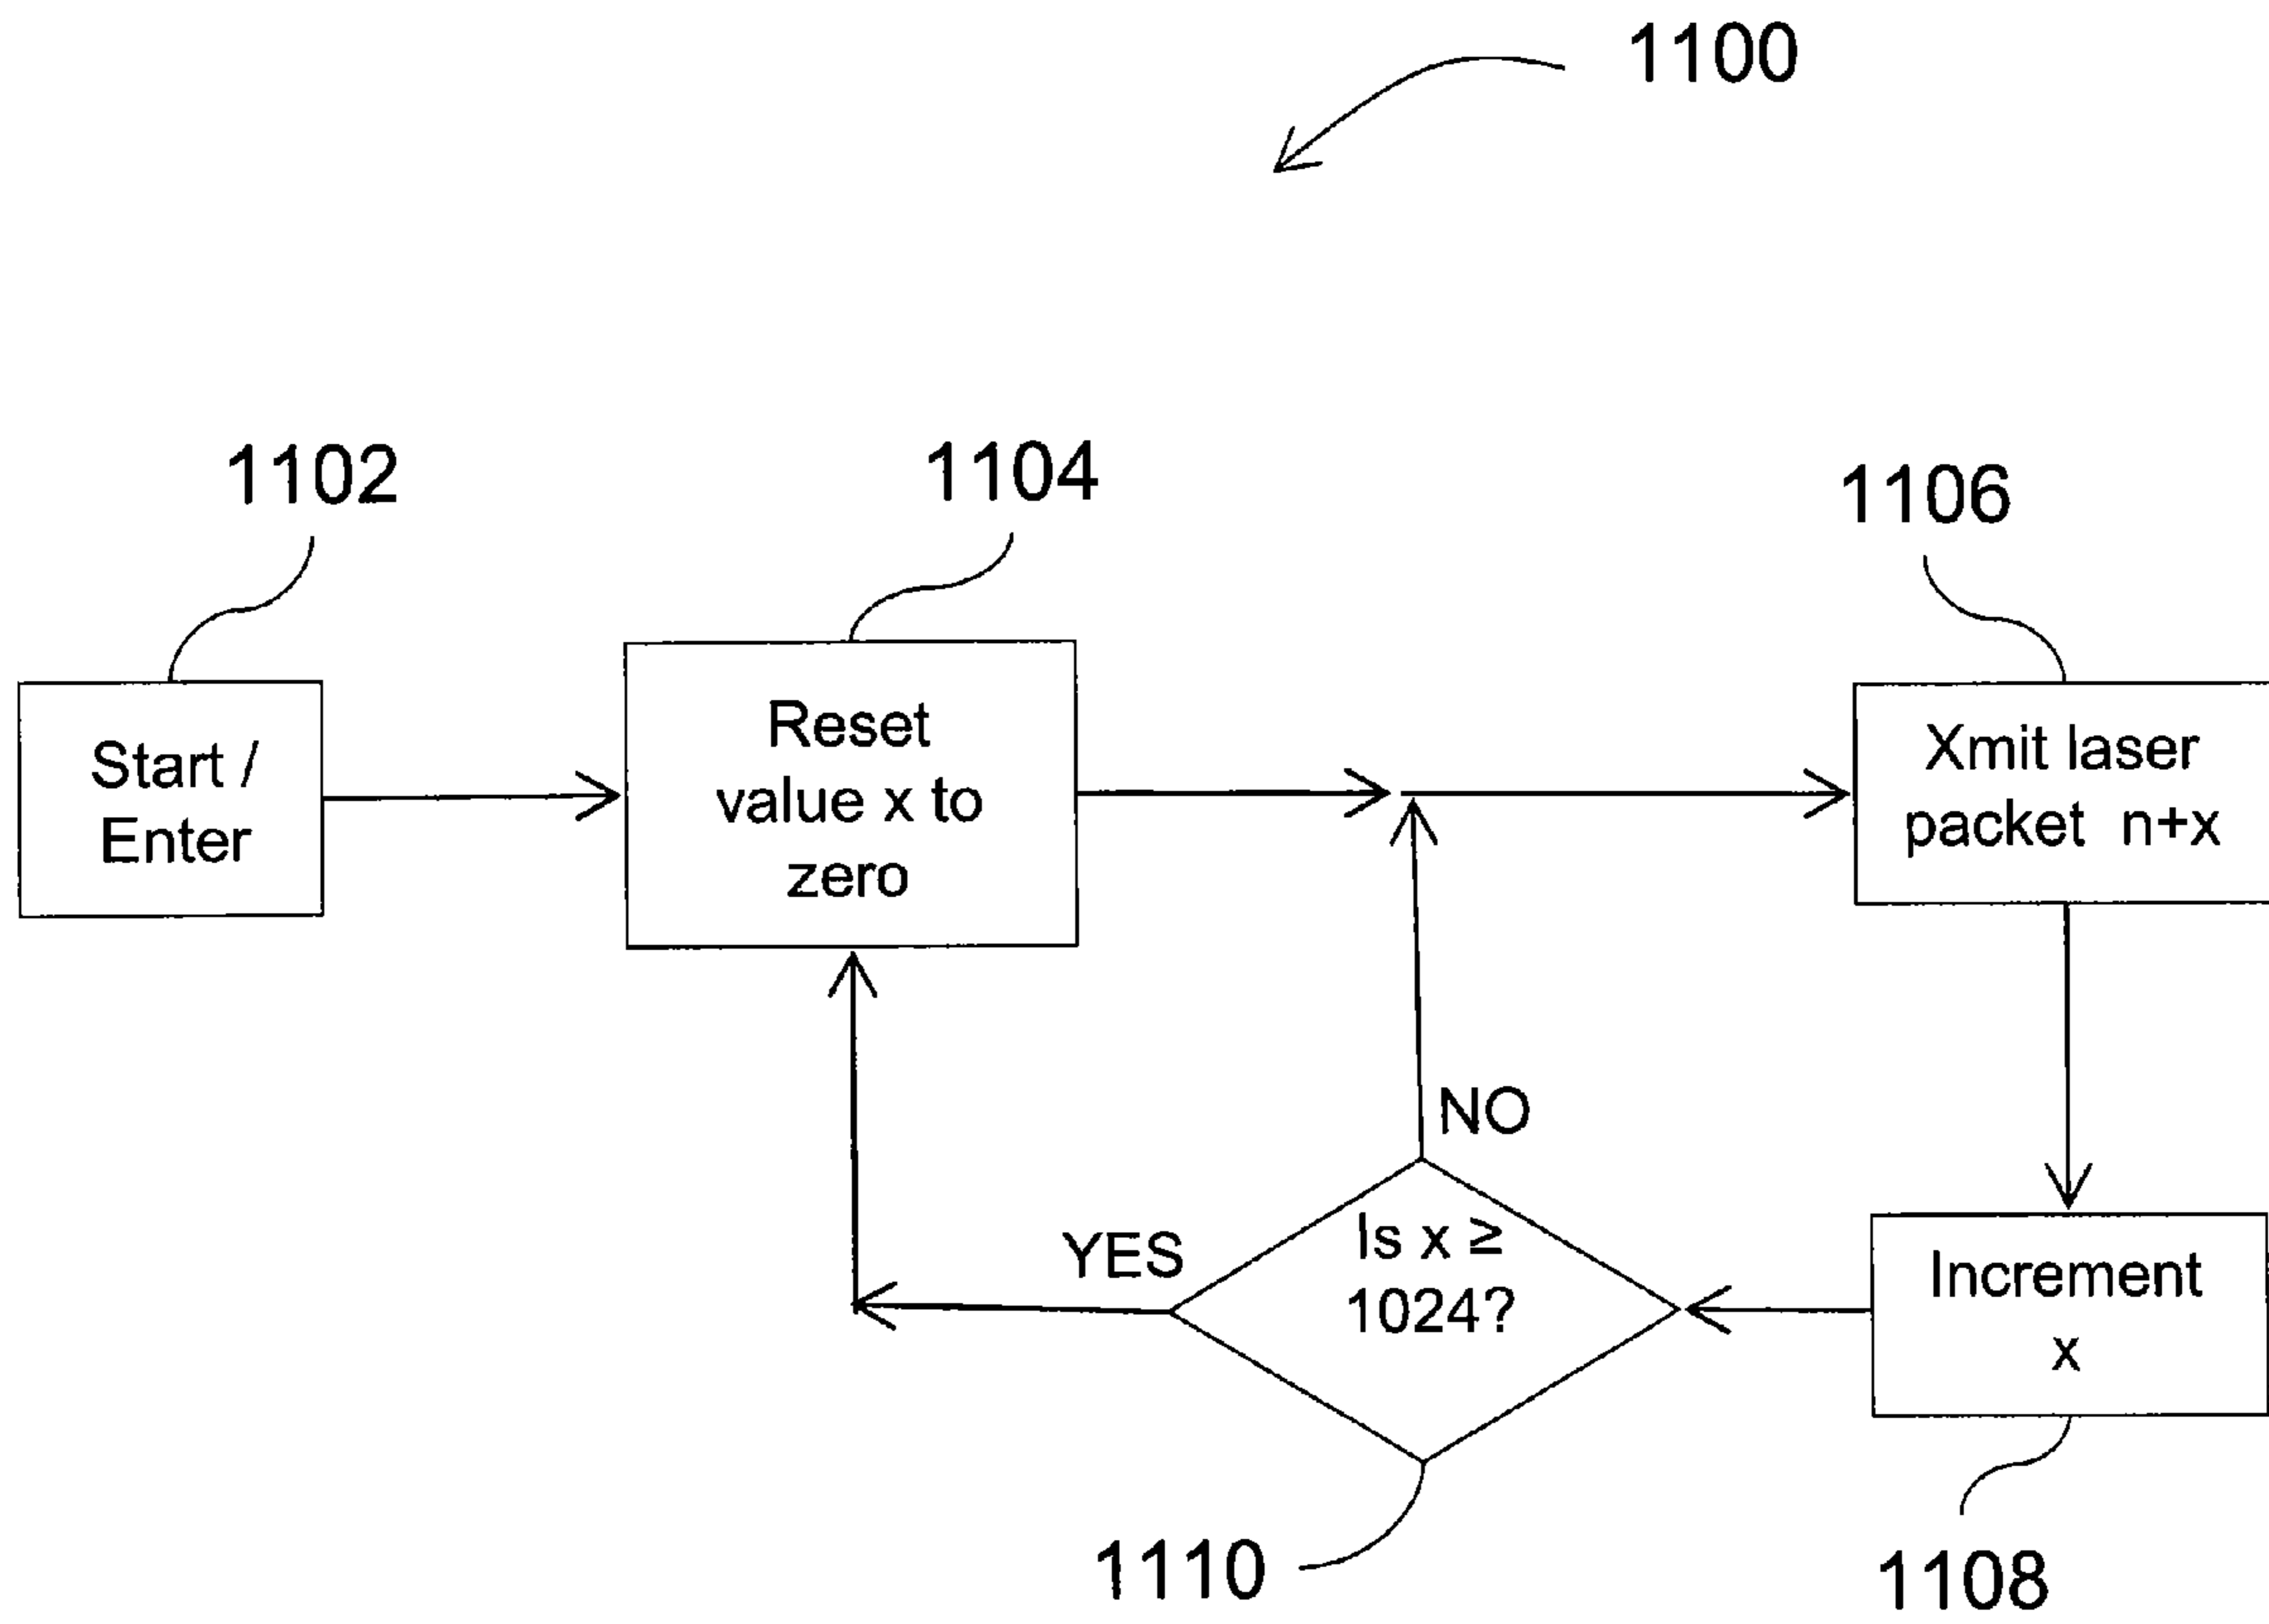 1100
1102
1104
1106
Start /
Enter
Reset
value x to
zero
Xmit laser
packet n+x
NO
YES
Is x ≥
1024?
Increment
x
1110
1108